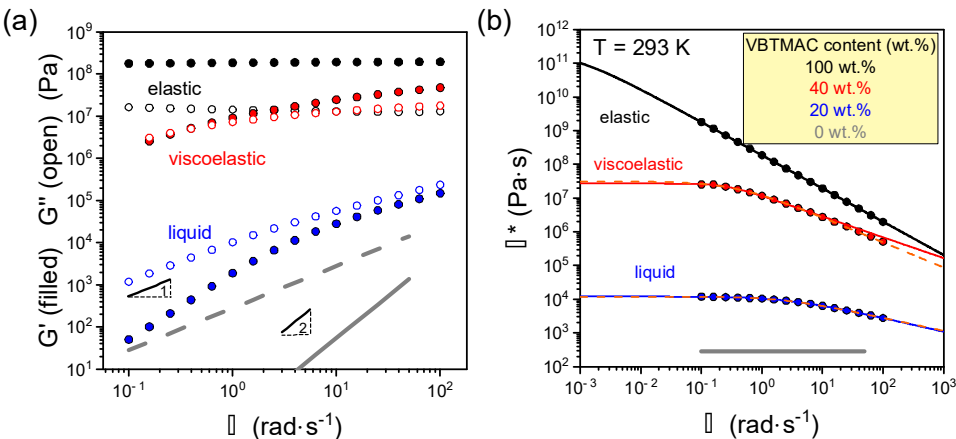 (a)
G' (filled) G'' (open) (Pa)
10⁹
10⁸
10⁷
10⁶
10⁵
10⁴
10³
10²
10¹
elastic
viscoelastic
liquid
1
2
10⁻¹ 10⁰ 10¹ 10²
▯ (rad·s⁻¹)
(b)
▯* (Pa·s)
10¹²
10¹¹
10¹⁰
10⁹
10⁸
10⁷
10⁶
10⁵
10⁴
10³
10²
T = 293 K
VBTMAC content (wt.%)
100 wt.%
40 wt.%
20 wt.%
0 wt.%
elastic
viscoelastic
liquid
10⁻³ 10⁻² 10⁻¹ 10⁰ 10¹ 10² 10³
▯ (rad·s⁻¹)